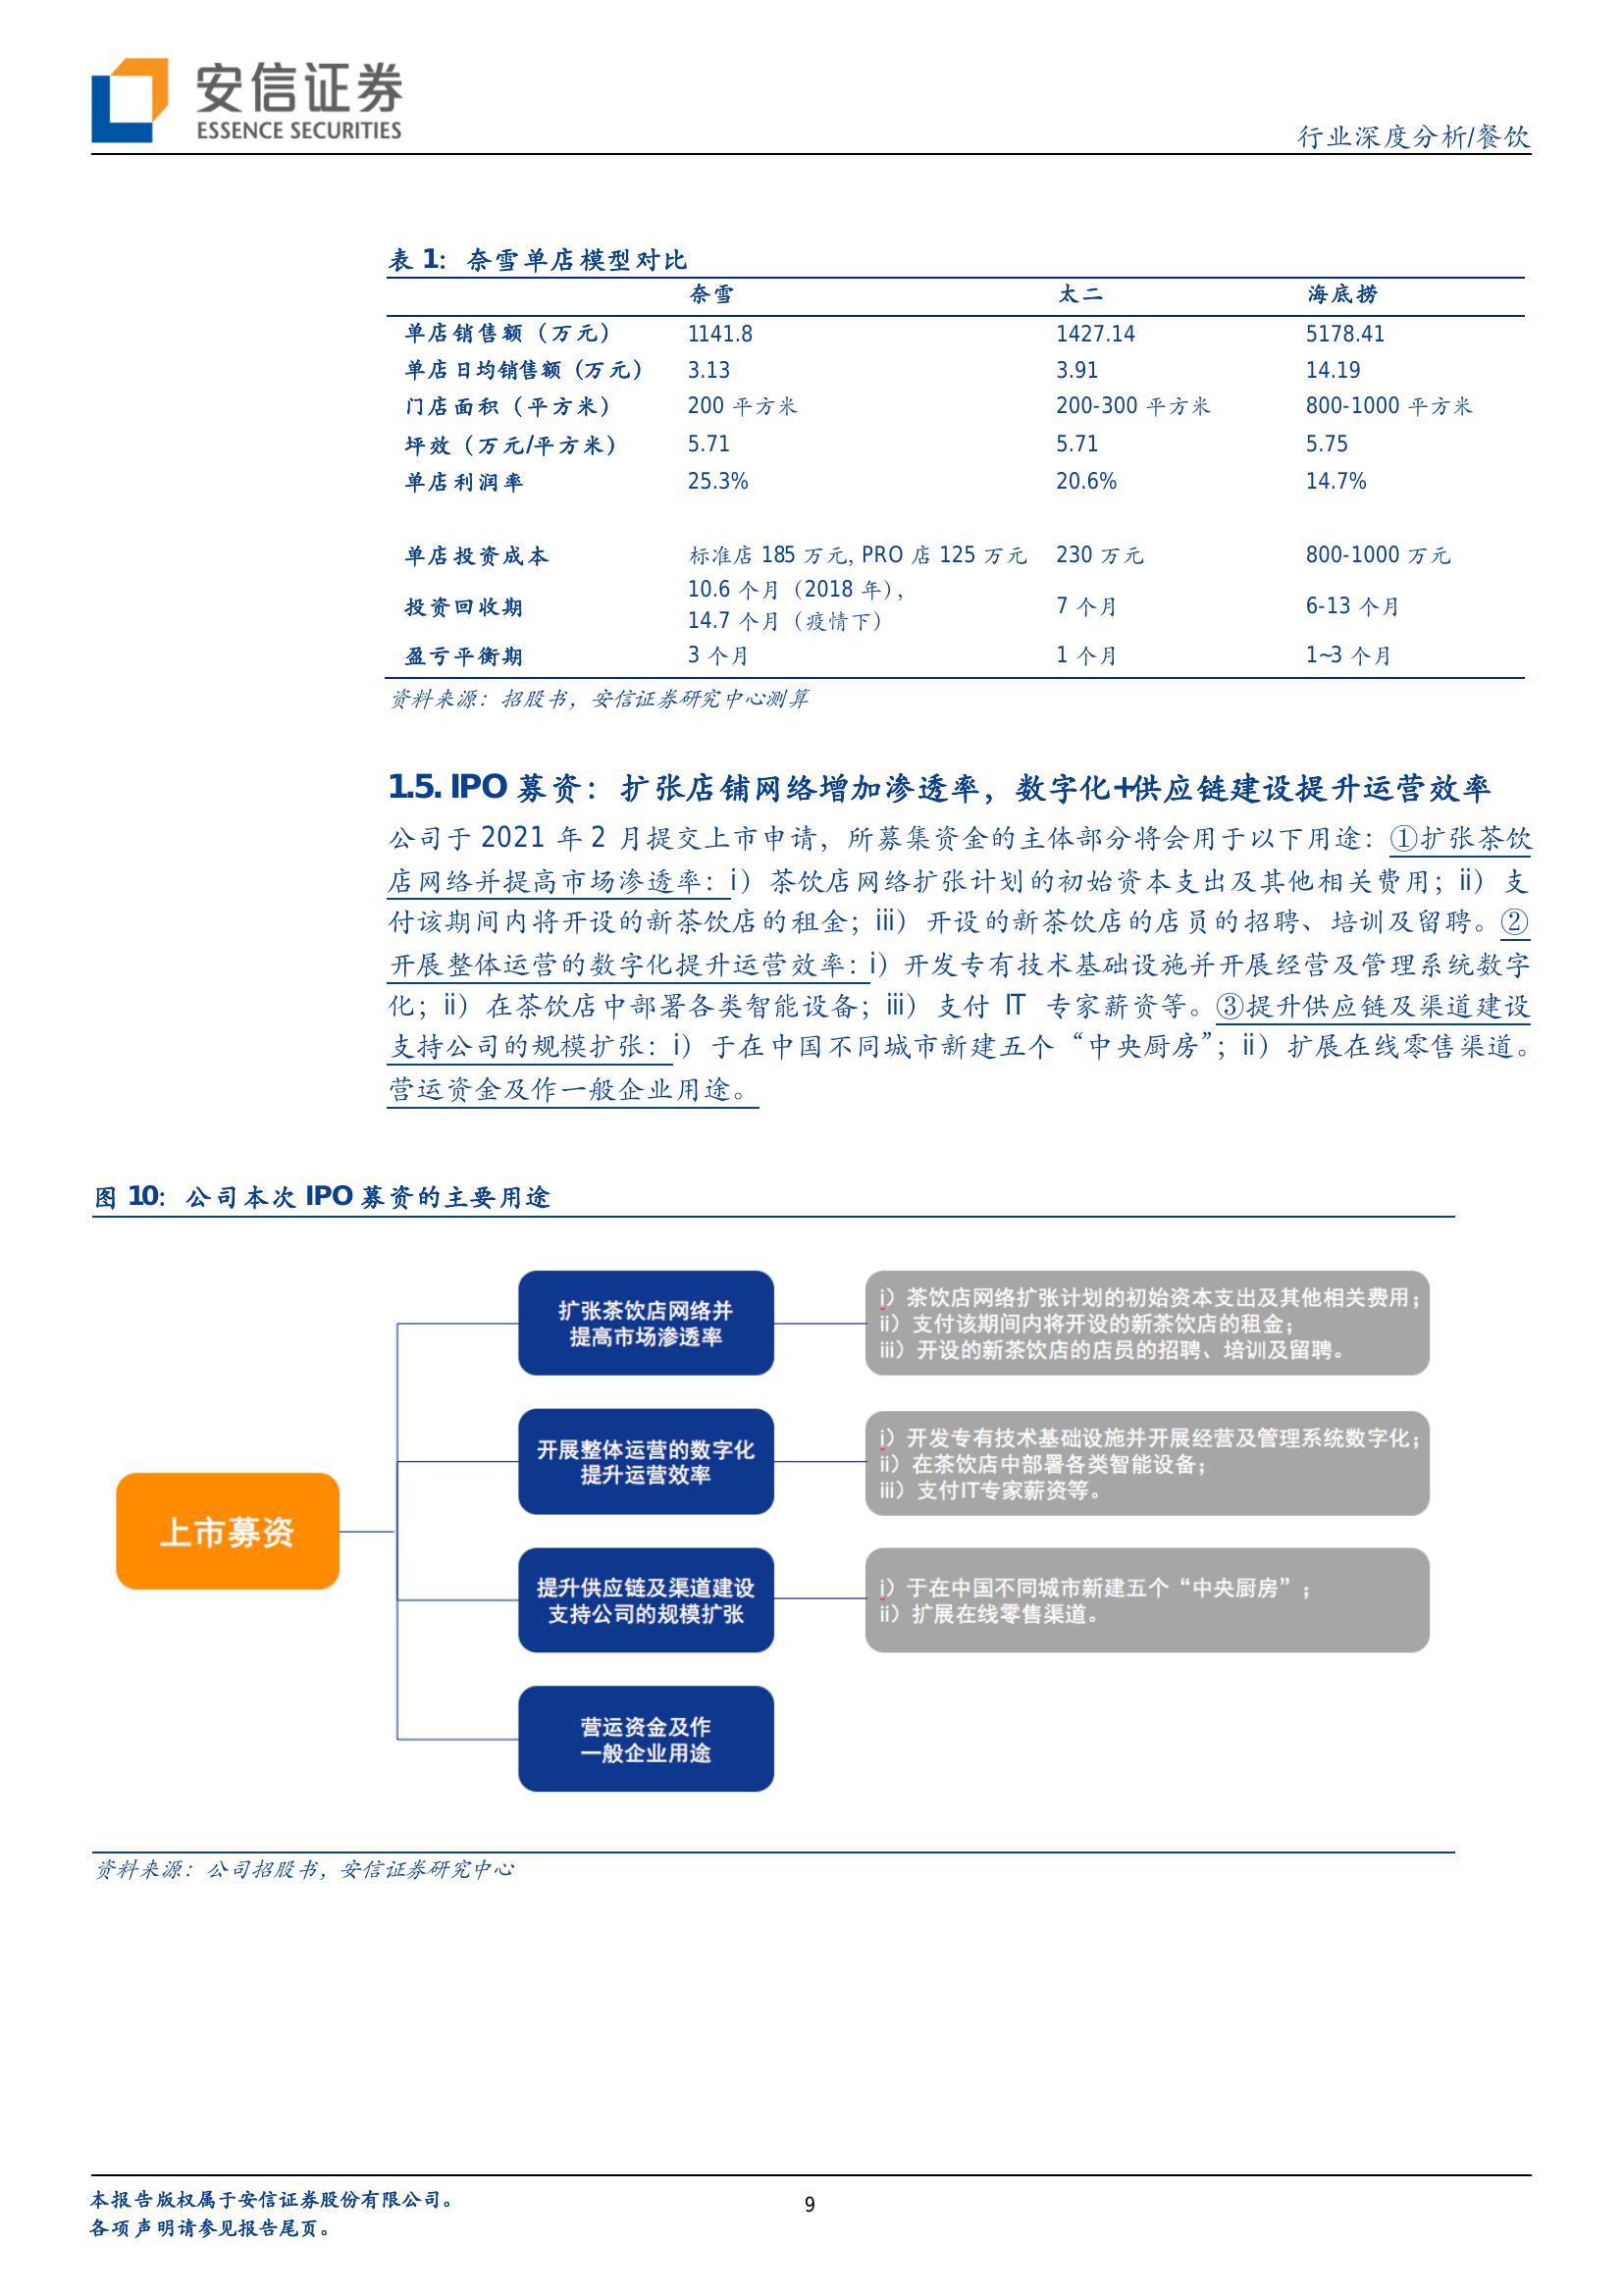 安信证券
ESSENCE SECURITIES
行业深度分析/餐饮
表 1：奈雪单店模型对比
奈雪 太二 海底捞
单店销售额（万元） 1141.8 1427.14 5178.41
单店日均销售额（万元） 3.13 3.91 14.19
门店面积（平方米） 200 平方米 200-300 平方米 800-1000 平方米
坪效（万元/平方米） 5.71 5.71 5.75
单店利润率 25.3% 20.6% 14.7%
单店投资成本 标准店 185 万元, PRO 店 125 万元 230 万元 800-1000 万元
投资回收期 10.6 个月（2018 年），
14.7 个月（疫情下） 7 个月 6-13 个月
盈亏平衡期 3 个月 1 个月 1~3 个月
资料来源：招股书，安信证券研究中心测算
1.5. IPO 募资：扩张店铺网络增加渗透率，数字化+供应链建设提升运营效率
公司于 2021 年 2 月提交上市申请，所募集资金的主体部分将会用于以下用途：①扩张茶饮
店网络并提高市场渗透率：i）茶饮店网络扩张计划的初始资本支出及其他相关费用；ii）支
付该期间内将开设的新茶饮店的租金；iii）开设的新茶饮店的店员的招聘、培训及留聘。②
开展整体运营的数字化提升运营效率：i）开发专有技术基础设施并开展经营及管理系统数字
化；ii）在茶饮店中部署各类智能设备；iii）支付 IT 专家薪资等。③提升供应链及渠道建设
支持公司的规模扩张：i）于在中国不同城市新建五个“中央厨房”；ii）扩展在线零售渠道。
营运资金及作一般企业用途。
图 10：公司本次 IPO 募资的主要用途
上市募资
扩张茶饮店网络并
提高市场渗透率
i）茶饮店网络扩张计划的初始资本支出及其他相关费用；
ii）支付该期间内将开设的新茶饮店的租金；
iii）开设的新茶饮店的店员的招聘、培训及留聘。
开展整体运营的数字化
提升运营效率
i）开发专有技术基础设施并开展经营及管理系统数字化；
ii）在茶饮店中部署各类智能设备；
iii）支付IT专家薪资等。
提升供应链及渠道建设
支持公司的规模扩张
i）于在中国不同城市新建五个“中央厨房”；
ii）扩展在线零售渠道。
营运资金及作
一般企业用途
资料来源：公司招股书，安信证券研究中心
本报告版权属于安信证券股份有限公司。
各项声明请参见报告尾页。
9